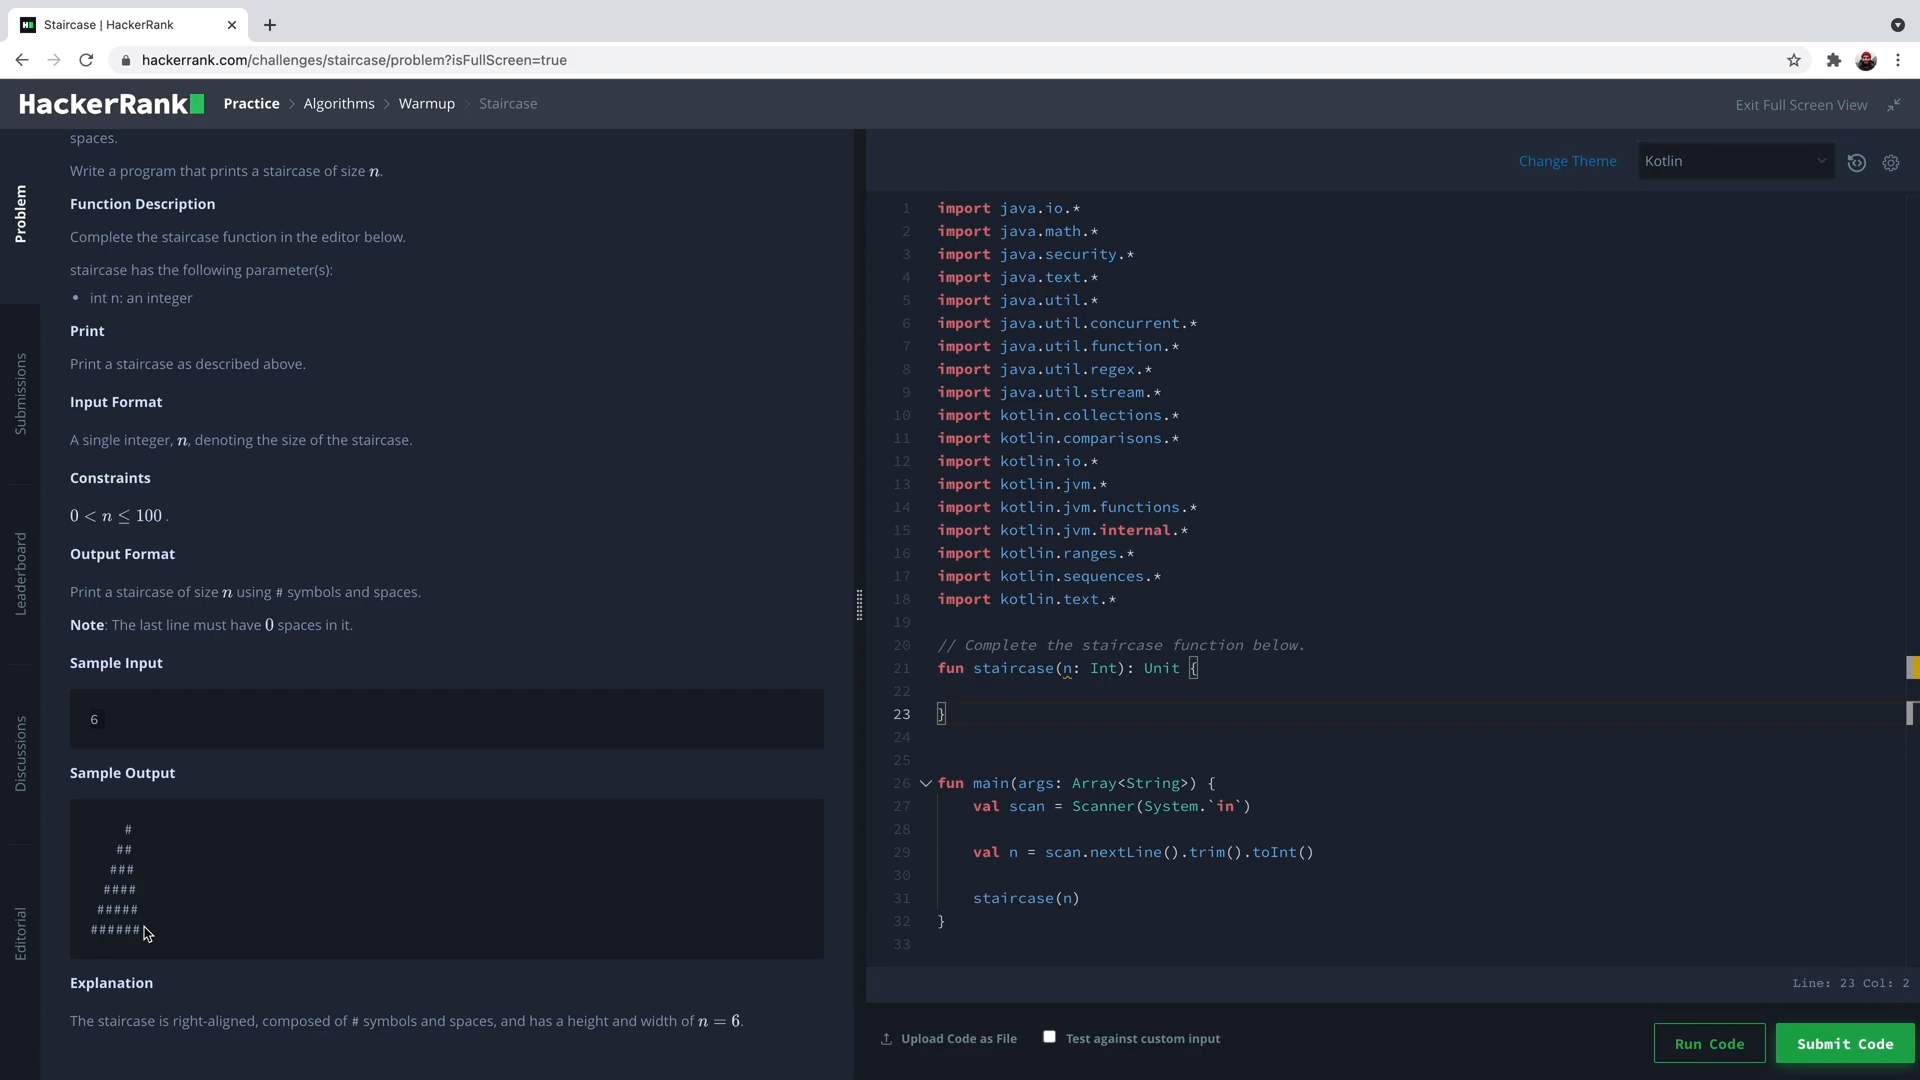 Staircase | HackerRank
hackerrank.com/challenges/staircase/problem?isFullScreen=true
HackerRank
Practice > Algorithms > Warmup > Staircase
Exit Full Screen View
Problem
Submissions
Leaderboard
Discussions
Editorial
spaces.
Write a program that prints a staircase of size n.
Function Description
Complete the staircase function in the editor below.
staircase has the following parameter(s):
• int n: an integer
Print
Print a staircase as described above.
Input Format
A single integer, n, denoting the size of the staircase.
Constraints
0 < n ≤ 100 .
Output Format
Print a staircase of size n using # symbols and spaces.
Note: The last line must have 0 spaces in it.
Sample Input
6
Sample Output
     #
    ##
   ###
  ####
 #####
######
Explanation
The staircase is right-aligned, composed of # symbols and spaces, and has a height and width of n = 6.
Change Theme
Kotlin
1 import java.io.*
2 import java.math.*
3 import java.security.*
4 import java.text.*
5 import java.util.*
6 import java.util.concurrent.*
7 import java.util.function.*
8 import java.util.regex.*
9 import java.util.stream.*
10 import kotlin.collections.*
11 import kotlin.comparisons.*
12 import kotlin.io.*
13 import kotlin.jvm.*
14 import kotlin.jvm.functions.*
15 import kotlin.jvm.internal.*
16 import kotlin.ranges.*
17 import kotlin.sequences.*
18 import kotlin.text.*
19
20 // Complete the staircase function below.
21 fun staircase(n: Int): Unit {
22
23 }
24
25
26 fun main(args: Array<String>) {
27     val scan = Scanner(System.`in`)
28
29     val n = scan.nextLine().trim().toInt()
30
31     staircase(n)
32 }
33
Line: 23 Col: 2
Upload Code as File
Test against custom input
Run Code
Submit Code